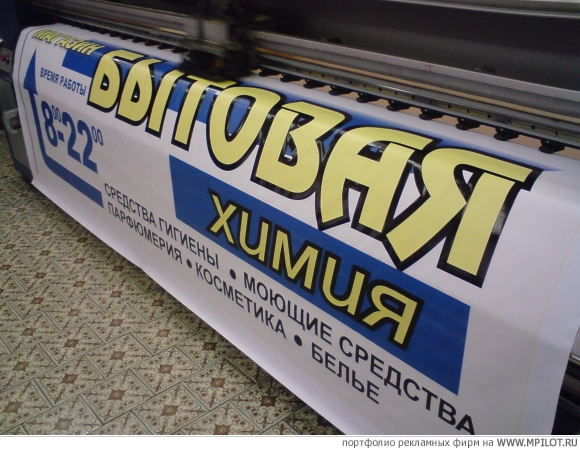 МАГАЗИН
БЫТОВАЯ
ХИМИЯ
ВРЕМЯ РАБОТЫ
8⁰⁰-22⁰⁰
СРЕДСТВА ГИГИЕНЫ • МОЮЩИЕ СРЕДСТВА
ПАРФЮМЕРИЯ • КОСМЕТИКА • БЕЛЬЕ
портфолио рекламных фирм на WWW.MPILOT.RU